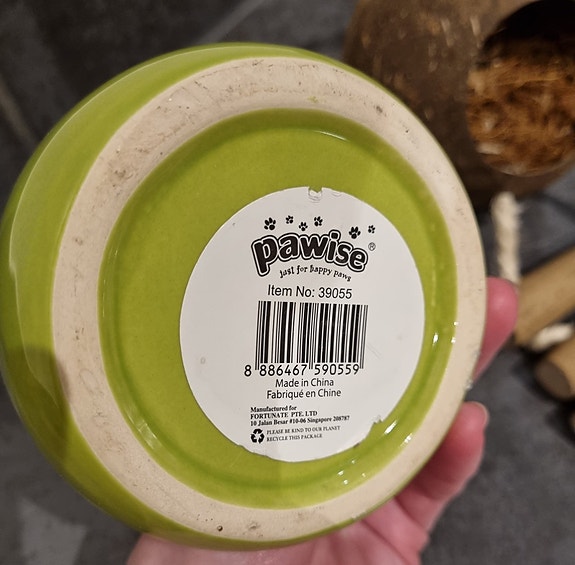 pawise®
just for happy paws
Item No: 39055
8 886467 590559
Made in China
Fabriqué en Chine
Manufactured for
FORTUNATE PTE. LTD
10 Jalan Besar #10-06 Singapore 208787
PLEASE BE KIND TO OUR PLANET
RECYCLE THIS PACKAGE